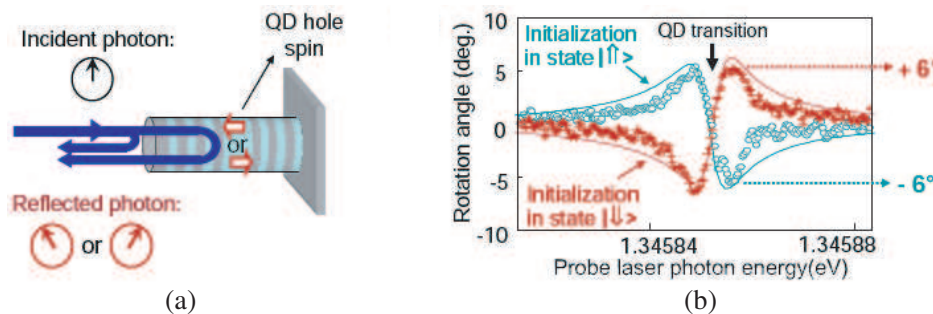 Incident photon:
QD hole
spin
or
Reflected photon:
or
(a)
Rotation angle (deg.)
10
5
0
-5
-10
Initialization
in state |⇑>
QD transition
+ 6°
- 6°
Initialization
in state |⇓>
1.34584
1.34588
Probe laser photon energy(eV)
(b)